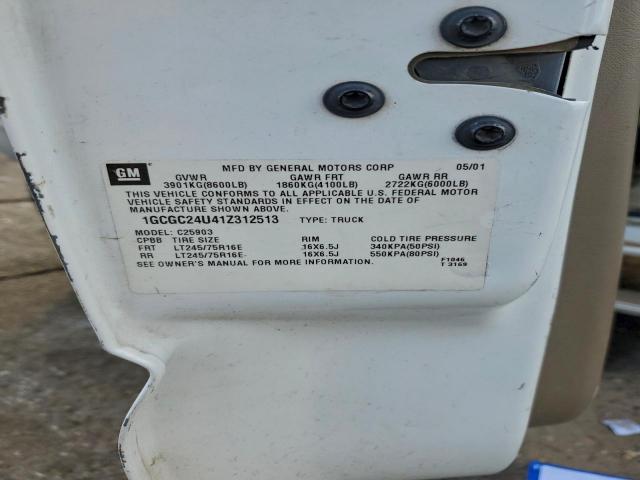 GM MFD BY GENERAL MOTORS CORP 05/01
GVWR GAWR FRT GAWR RR
3901KG(8600LB) 1860KG(4100LB) 2722KG(6000LB)
THIS VEHICLE CONFORMS TO ALL APPLICABLE U.S. FEDERAL MOTOR
VEHICLE SAFETY STANDARDS IN EFFECT ON THE DATE OF
MANUFACTURE SHOWN ABOVE.
1GCGC24U41Z312513 TYPE: TRUCK
MODEL: C25903
CPBB TIRE SIZE RIM COLD TIRE PRESSURE
FRT LT245/75R16E 16X6.5J 340KPA(50PSI)
RR LT245/75R16E 16X6.5J 550KPA(80PSI)
SEE OWNER'S MANUAL FOR MORE INFORMATION. F1046
T 3169